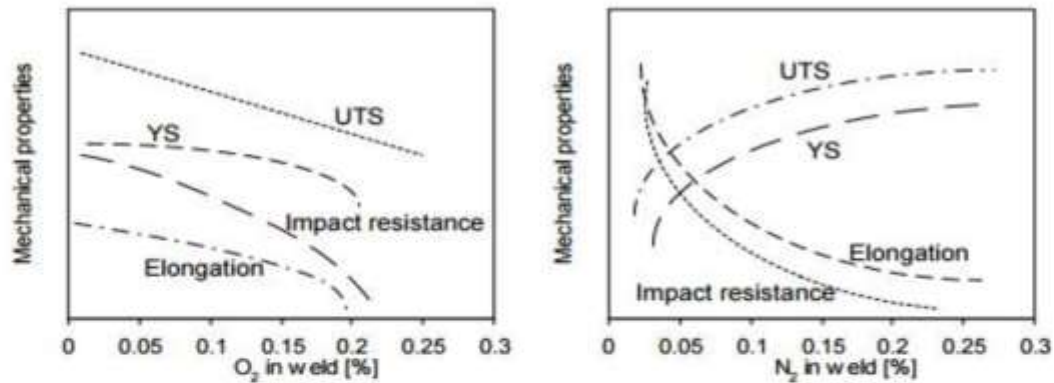 Mechanical properties
UTS
YS
Impact resistance
Elongation
0
0.05
0.1
0.15
0.2
0.25
0.3
O₂ in weld [%]
Mechanical properties
UTS
YS
Elongation
Impact resistance
0
0.05
0.1
0.15
0.2
0.25
0.3
N₂ in weld [%]